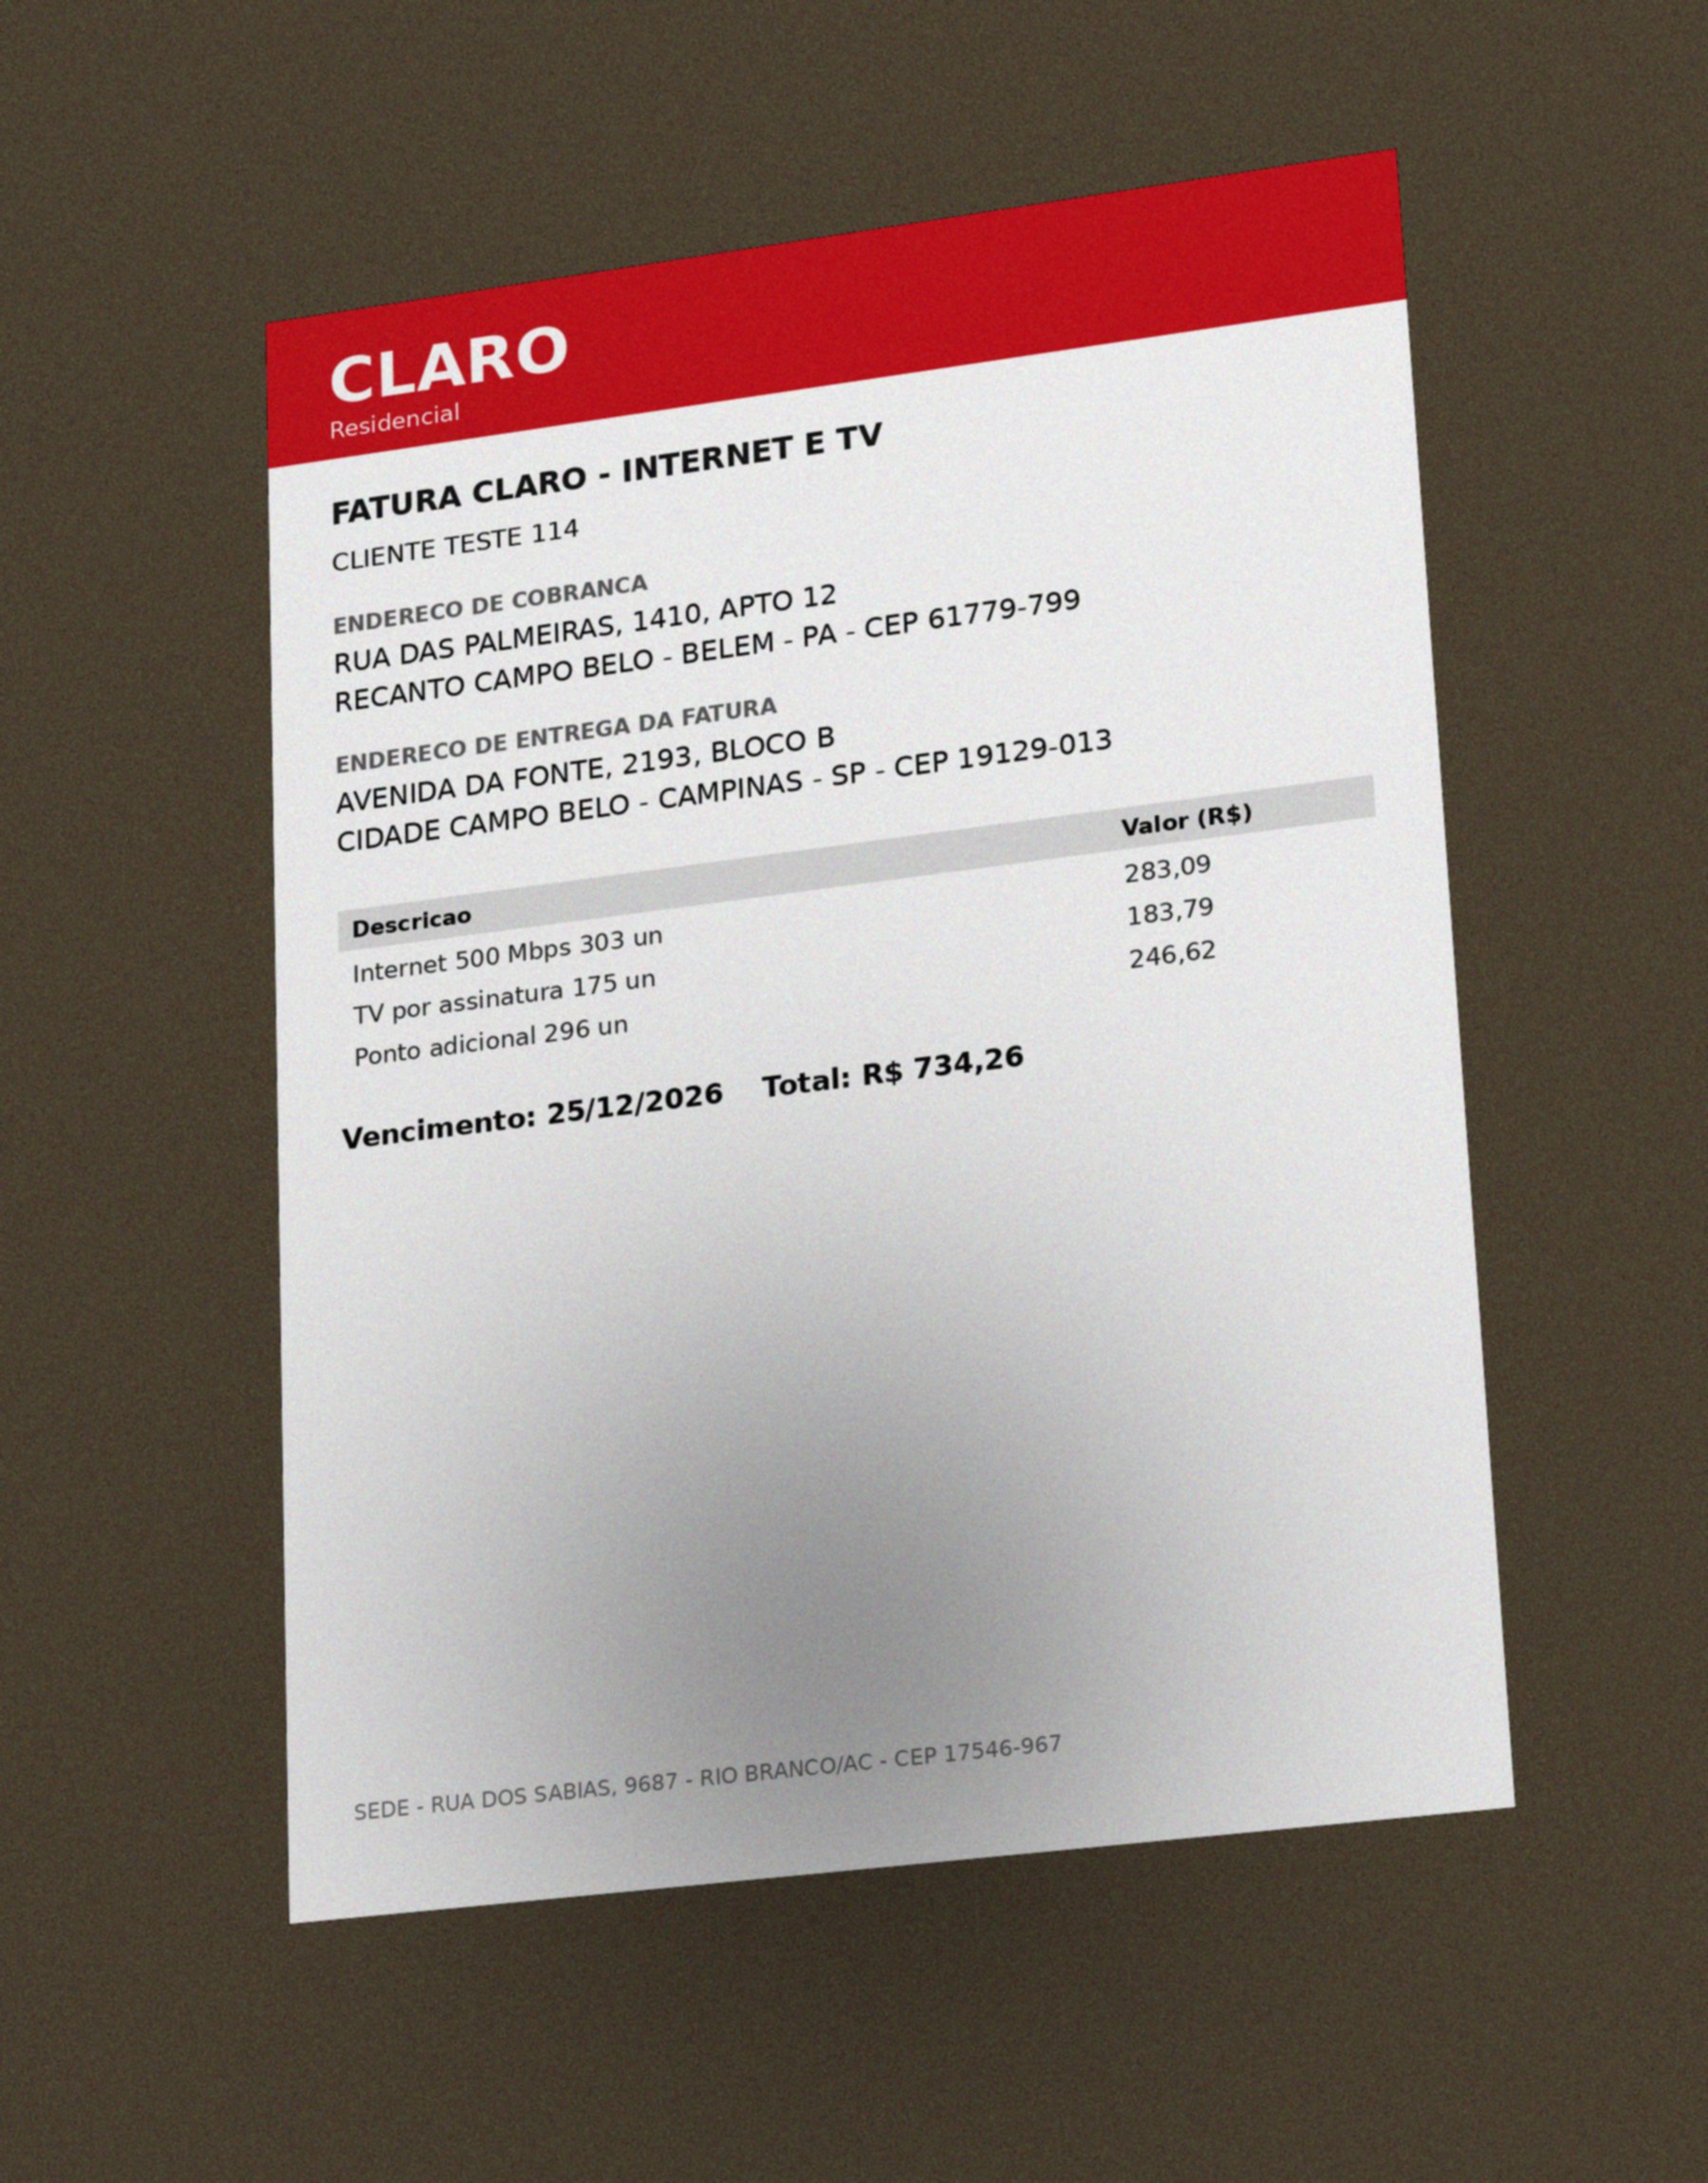 CLARO
Residencial
FATURA CLARO - INTERNET E TV
CLIENTE TESTE 114
ENDERECO DE COBRANCA
RUA DAS PALMEIRAS, 1410, APTO 12
RECANTO CAMPO BELO - BELEM - PA - CEP 61779-799
ENDERECO DE ENTREGA DA FATURA
AVENIDA DA FONTE, 2193, BLOCO B
CIDADE CAMPO BELO - CAMPINAS - SP - CEP 19129-013
Descricao Valor (R$)
Internet 500 Mbps 303 un 283,09
TV por assinatura 175 un 183,79
Ponto adicional 296 un 246,62
Vencimento: 25/12/2026 Total: R$ 734,26
SEDE - RUA DOS SABIAS, 9687 - RIO BRANCO/AC - CEP 17546-967